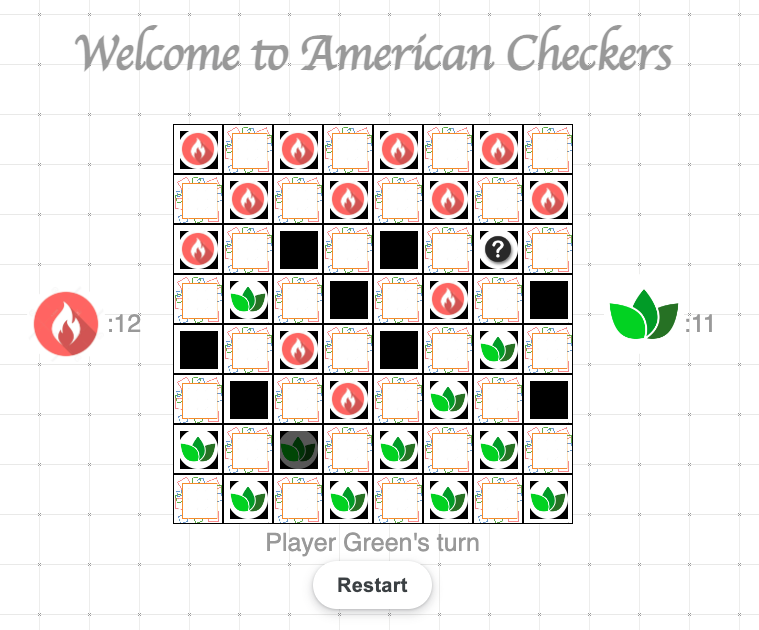 Welcome to American Checkers
?
:12
:11
Player Green's turn
Restart